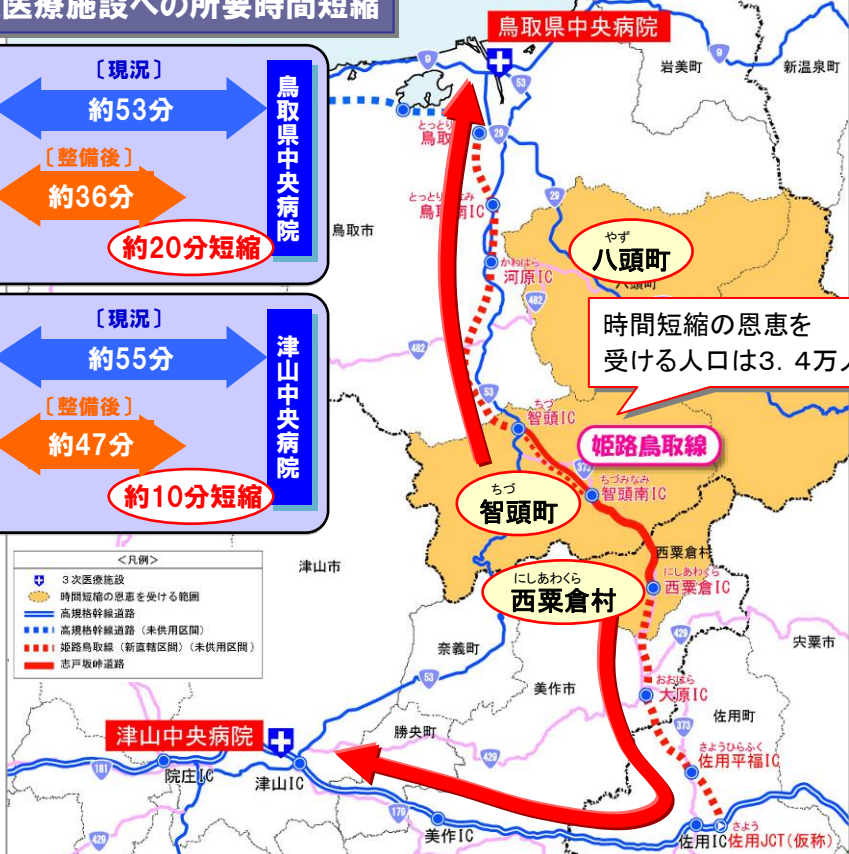 医療施設への所要時間短縮
〔現況〕
約53分
〔整備後〕
約36分
約20分短縮
鳥取県中央病院
〔現況〕
約55分
〔整備後〕
約47分
約10分短縮
津山中央病院
鳥取県中央病院
岩美町
新温泉町
9
9
53
29
とっとり
鳥取
29
鳥取市
鳥取南IC
かわはら
河原IC
やず
八頭町
482
482
時間短縮の恩恵を
受ける人口は3.4万人
53
ちづ
智頭IC
姫路鳥取線
373
ちづみなみ
智頭南IC
ちづ
智頭町
西粟倉村
にしあわくら
西粟倉IC
にしあわくら
西粟倉村
津山市
<凡例>
3次医療施設
時間短縮の恩恵を受ける範囲
高規格幹線道路
高規格幹線道路(未供用区間)
姫路鳥取線(新直轄区間)(未供用区間)
志戸坂峠道路
奈義町
53
429
宍粟市
美作市
おおはら
大原IC
373
佐用町
勝央町
429
さようひらふく
佐用平福IC
津山中央病院
181
院庄IC
津山IC
179
美作IC
429
佐用IC
さよう
佐用JCT(仮称)